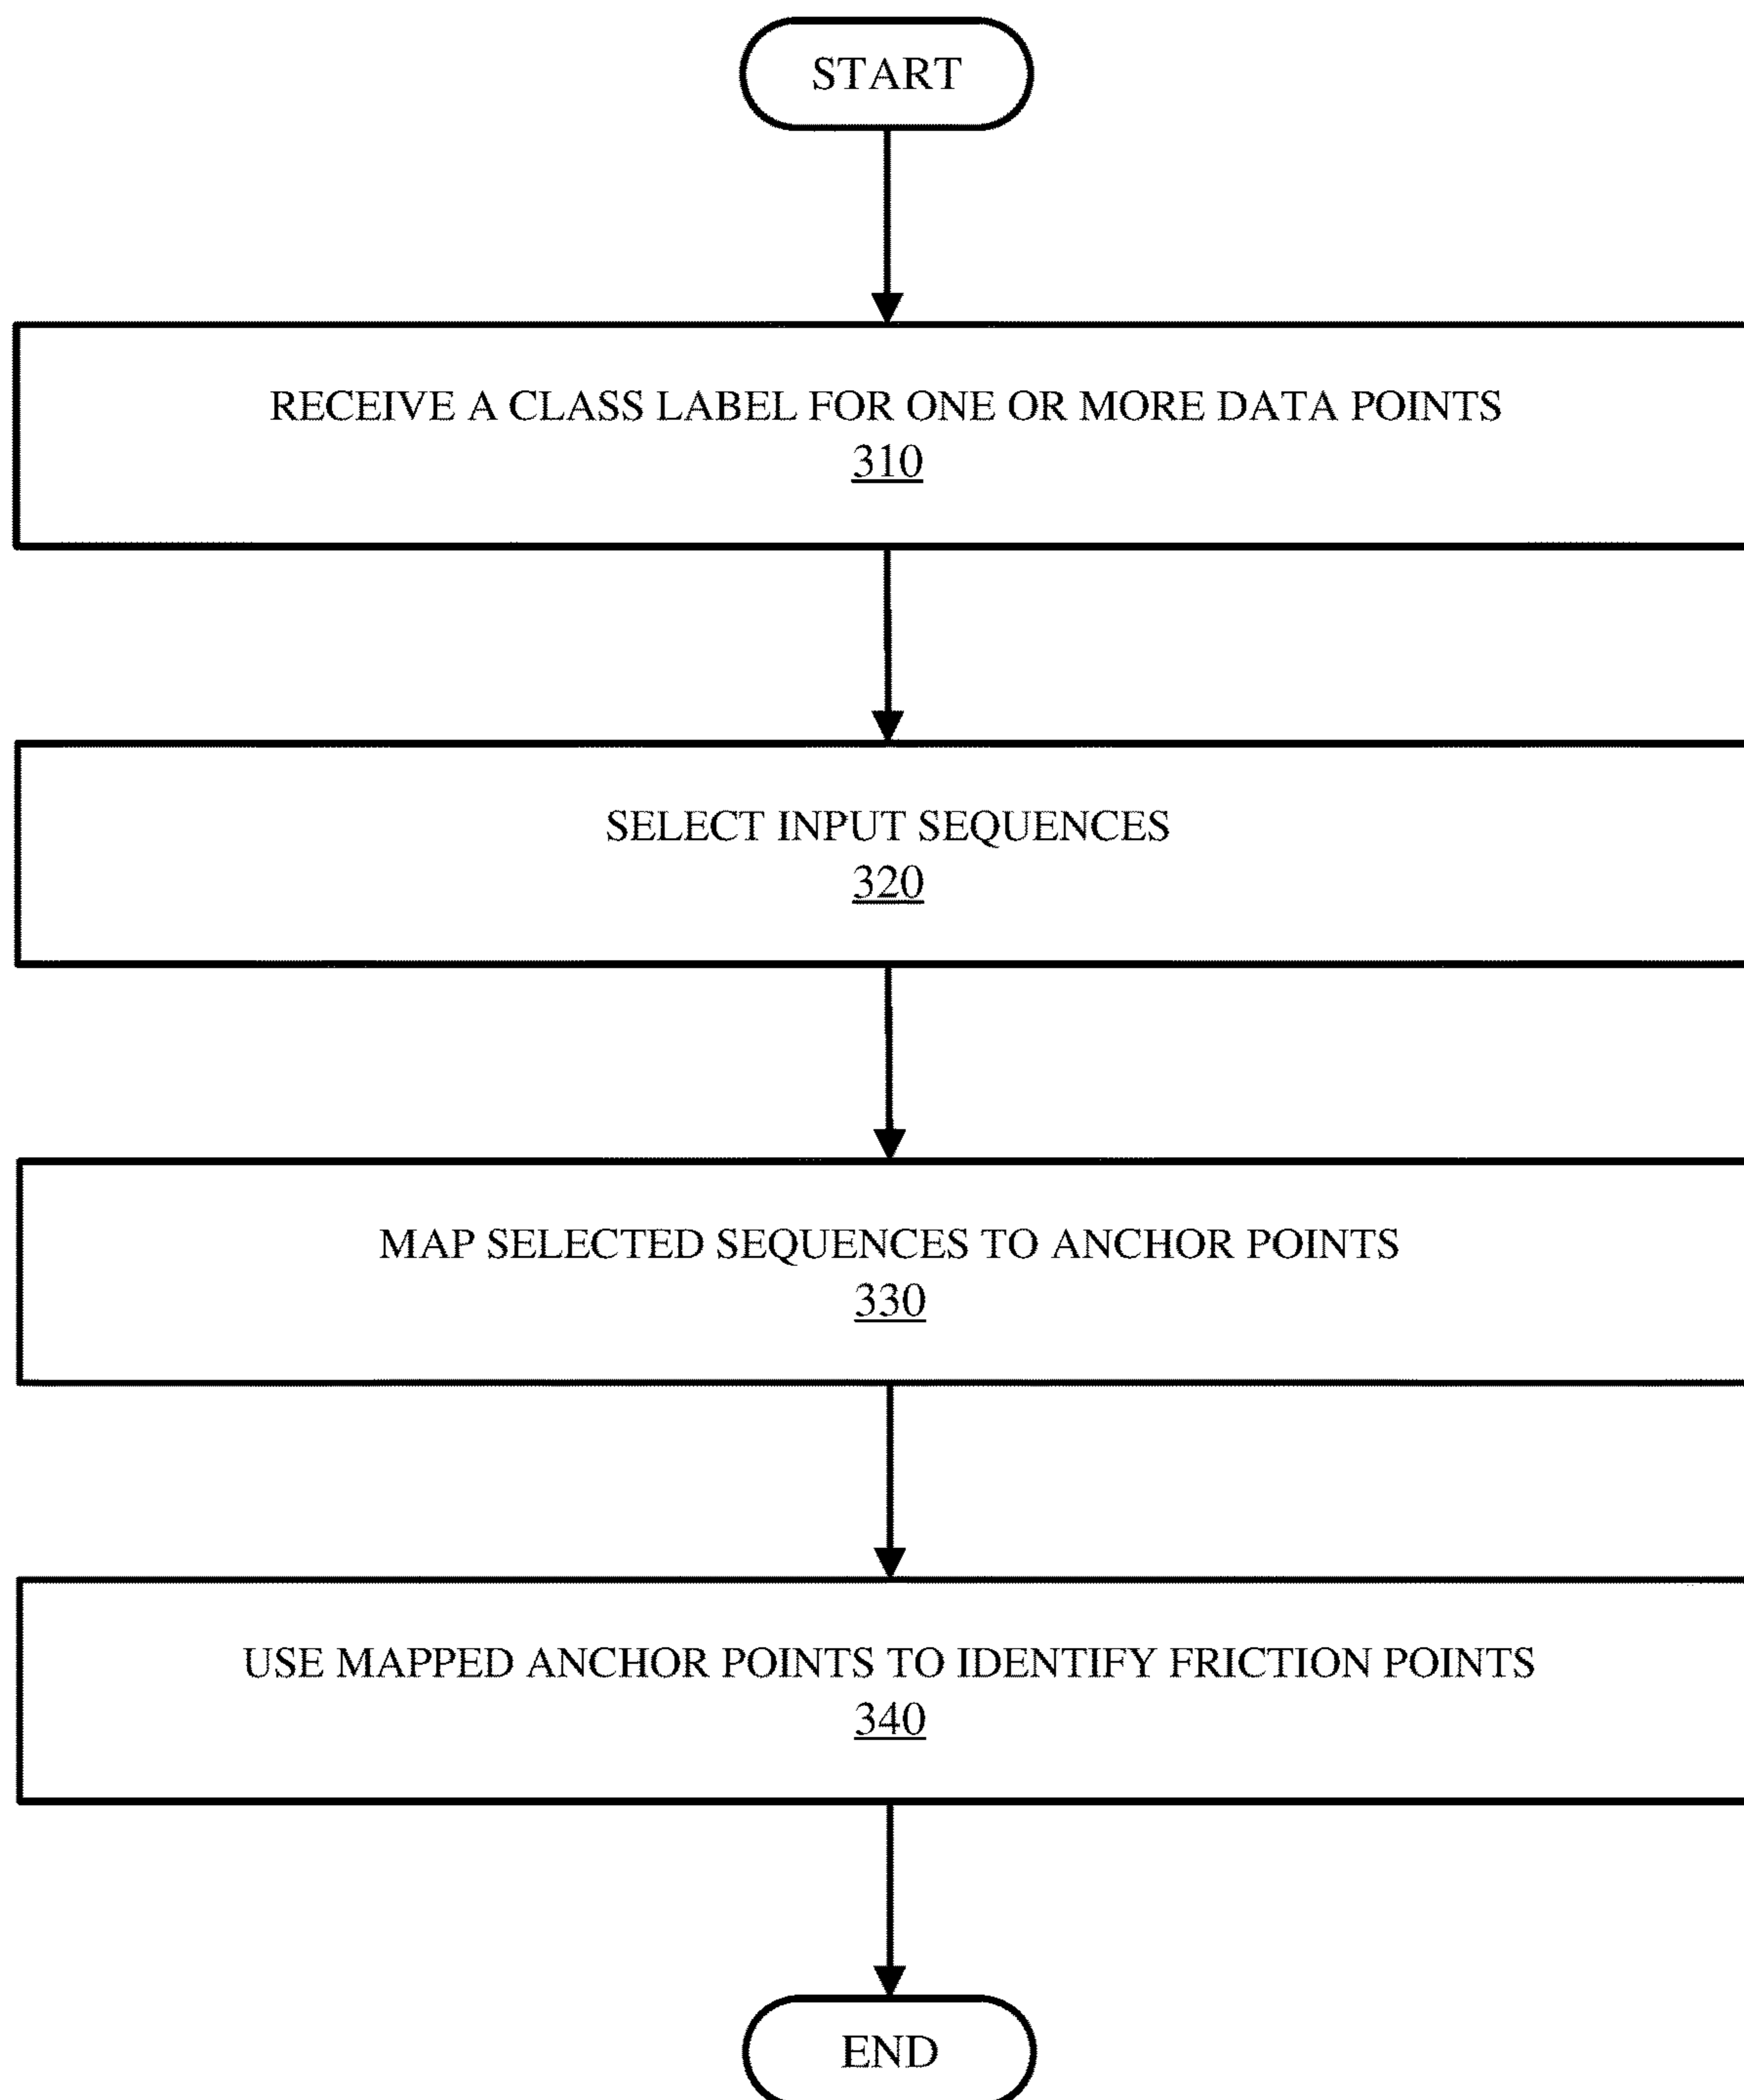 START
RECEIVE A CLASS LABEL FOR ONE OR MORE DATA POINTS
310
SELECT INPUT SEQUENCES
320
MAP SELECTED SEQUENCES TO ANCHOR POINTS
330
USE MAPPED ANCHOR POINTS TO IDENTIFY FRICTION POINTS
340
END